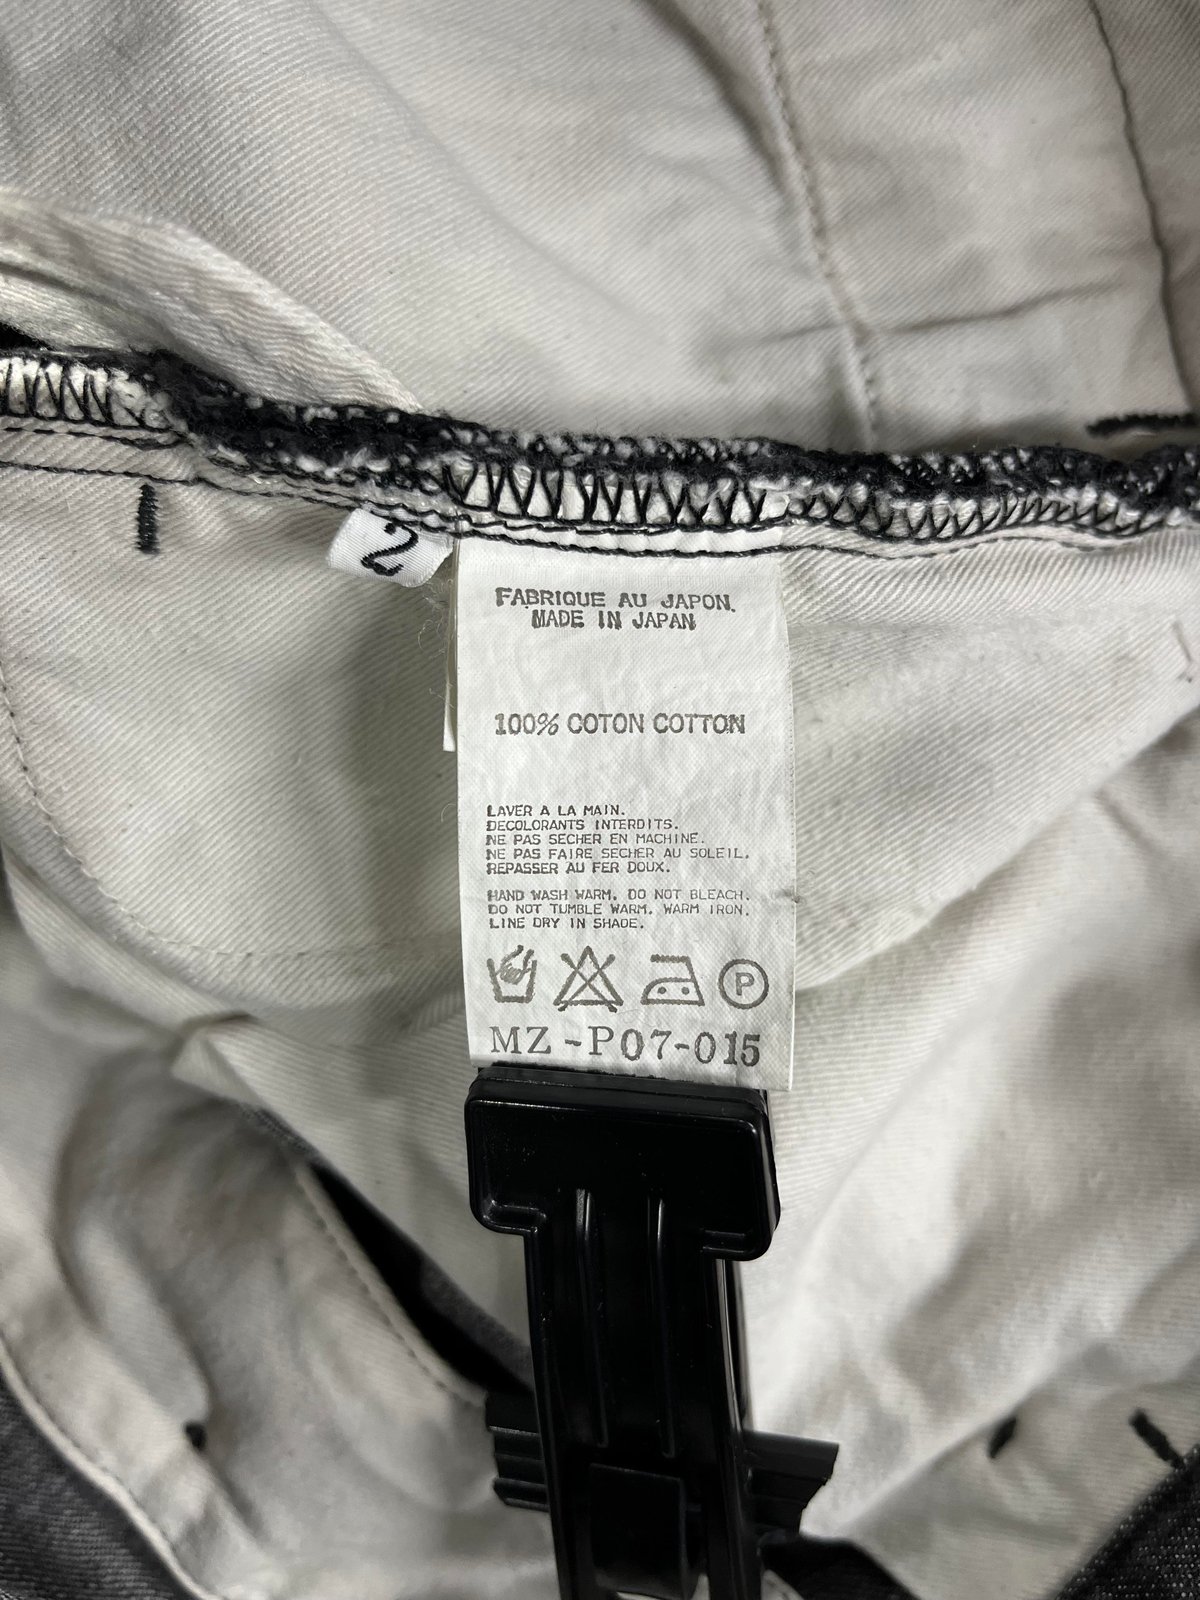 2
FABRIQUE AU JAPON.
MADE IN JAPAN
100% COTON COTTON
LAVER A LA MAIN.
DECOLORANTS INTERDITS.
NE PAS SECHER EN MACHINE.
NE PAS FAIRE SECHER AU SOLEIL.
REPASSER AU FER DOUX.
HAND WASH WARM. DO NOT BLEACH.
DO NOT TUMBLE WARM. WARM IRON.
LINE DRY IN SHADE.
P
MZ-P07-015